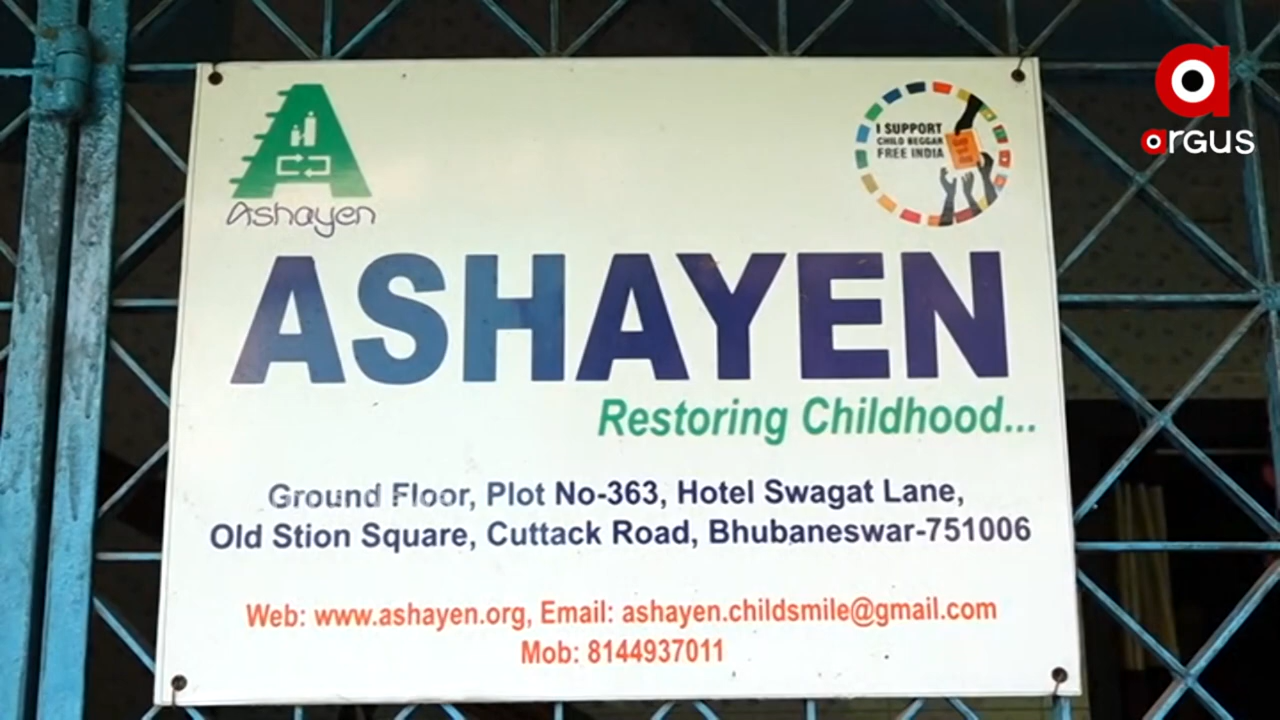 Ashayen
I SUPPORT
CHILD BEGGAR
FREE INDIA
argus
ASHAYEN
Restoring Childhood...
Ground Floor, Plot No-363, Hotel Swagat Lane,
Old Stion Square, Cuttack Road, Bhubaneswar-751006
Web: www.ashayen.org, Email: ashayen.childsmile@gmail.com
Mob: 8144937011